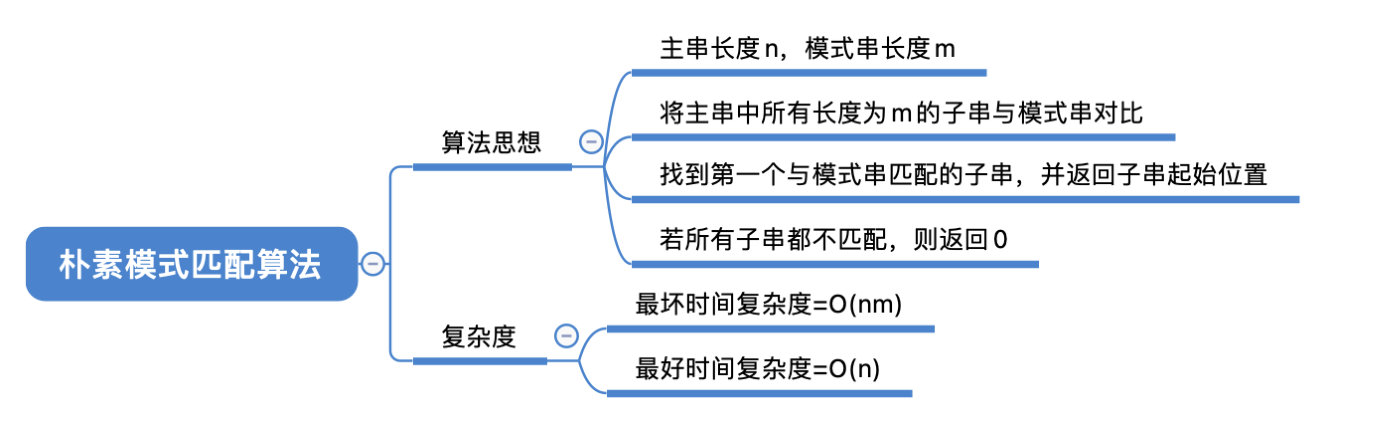 朴素模式匹配算法
算法思想
主串长度n，模式串长度m
将主串中所有长度为m的子串与模式串对比
找到第一个与模式串匹配的子串，并返回子串起始位置
若所有子串都不匹配，则返回0
复杂度
最坏时间复杂度=O(nm)
最好时间复杂度=O(n)